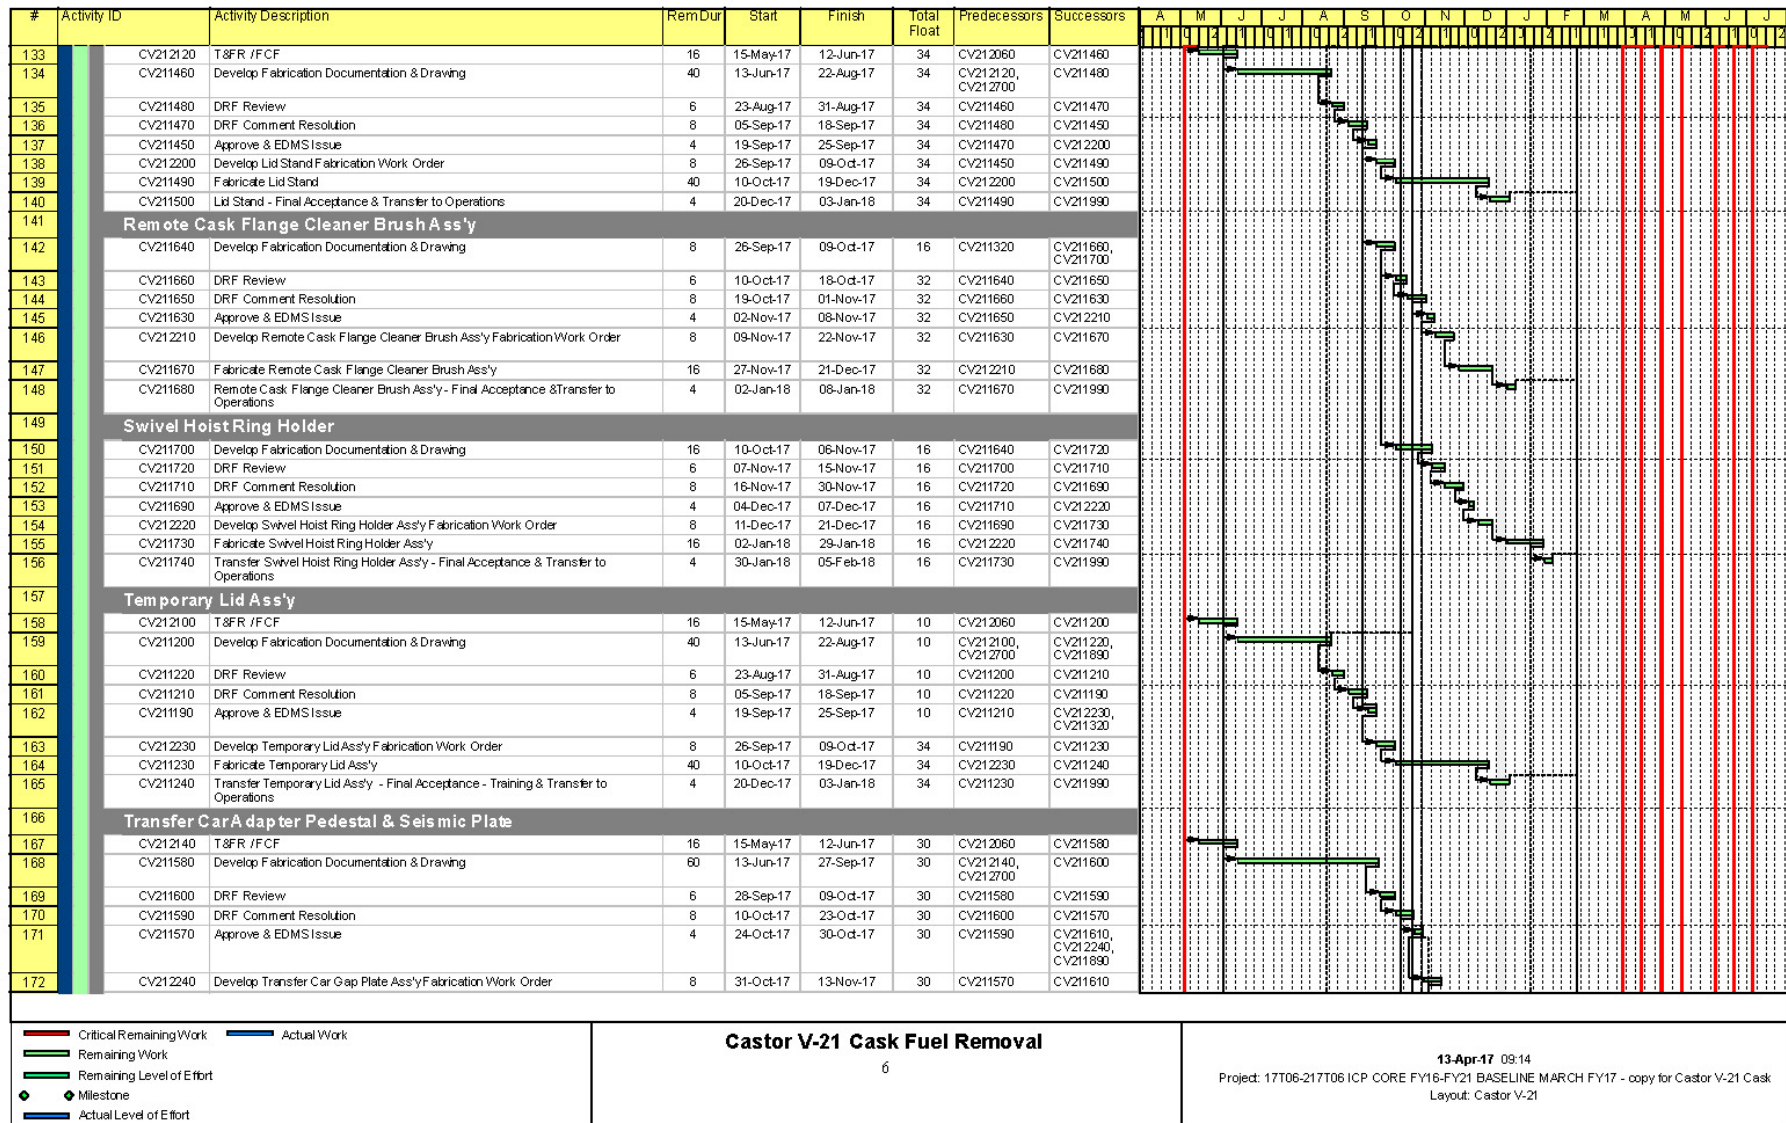 # Activity ID Activity Description Rem Dur Start Finish Total Float Predecessors Successors A M J J A S O N D J F M A M J J
133 CV212120 T&FR / FCF 16 15-May-17 12-Jun-17 34 CV212060 CV211460
134 CV211460 Develop Fabrication Documentation & Drawing 40 13-Jun-17 22-Aug-17 34 CV212120, CV212700 CV211480
135 CV211480 DRF Review 6 23-Aug-17 31-Aug-17 34 CV211460 CV211470
136 CV211470 DRF Comment Resolution 8 05-Sep-17 18-Sep-17 34 CV211480 CV211450
137 CV211450 Approve & EDMS Issue 4 19-Sep-17 25-Sep-17 34 CV211470 CV212200
138 CV212200 Develop Lid Stand Fabrication Work Order 8 26-Sep-17 09-Oct-17 34 CV211450 CV211490
139 CV211490 Fabricate Lid Stand 40 10-Oct-17 19-Dec-17 34 CV212200 CV211500
140 CV211500 Lid Stand - Final Acceptance & Transfer to Operations 4 20-Dec-17 03-Jan-18 34 CV211490 CV211990
141 Remote Cask Flange Cleaner Brush Ass'y
142 CV211640 Develop Fabrication Documentation & Drawing 8 26-Sep-17 09-Oct-17 16 CV211320 CV211660, CV211700
143 CV211660 DRF Review 6 10-Oct-17 18-Oct-17 32 CV211640 CV211650
144 CV211650 DRF Comment Resolution 8 19-Oct-17 01-Nov-17 32 CV211660 CV211630
145 CV211630 Approve & EDMS Issue 4 02-Nov-17 08-Nov-17 32 CV211650 CV212210
146 CV212210 Develop Remote Cask Flange Cleaner Brush Ass'y Fabrication Work Order 8 09-Nov-17 22-Nov-17 32 CV211630 CV211670
147 CV211670 Fabricate Remote Cask Flange Cleaner Brush Ass'y 16 27-Nov-17 21-Dec-17 32 CV212210 CV211680
148 CV211680 Remote Cask Flange Cleaner Brush Ass'y - Final Acceptance &Transfer to Operations 4 02-Jan-18 08-Jan-18 32 CV211670 CV211990
149 Swivel Hoist Ring Holder
150 CV211700 Develop Fabrication Documentation & Drawing 16 10-Oct-17 06-Nov-17 16 CV211640 CV211720
151 CV211720 DRF Review 6 07-Nov-17 15-Nov-17 16 CV211700 CV211710
152 CV211710 DRF Comment Resolution 8 16-Nov-17 30-Nov-17 16 CV211720 CV211690
153 CV211690 Approve & EDMS Issue 4 04-Dec-17 07-Dec-17 16 CV211710 CV212220
154 CV212220 Develop Swivel Hoist Ring Holder Ass'y Fabrication Work Order 8 11-Dec-17 21-Dec-17 16 CV211690 CV211730
155 CV211730 Fabricate Swivel Hoist Ring Holder Ass'y 16 02-Jan-18 29-Jan-18 16 CV212220 CV211740
156 CV211740 Transfer Swivel Hoist Ring Holder Ass'y - Final Acceptance & Transfer to Operations 4 30-Jan-18 05-Feb-18 16 CV211730 CV211990
157 Temporary Lid Ass'y
158 CV212100 T&FR / FCF 16 15-May-17 12-Jun-17 10 CV212060 CV211200
159 CV211200 Develop Fabrication Documentation & Drawing 40 13-Jun-17 22-Aug-17 10 CV212100, CV212700 CV211220, CV211890
160 CV211220 DRF Review 6 23-Aug-17 31-Aug-17 10 CV211200 CV211210
161 CV211210 DRF Comment Resolution 8 05-Sep-17 18-Sep-17 10 CV211220 CV211190
162 CV211190 Approve & EDMS Issue 4 19-Sep-17 25-Sep-17 10 CV211210 CV212230, CV211320
163 CV212230 Develop Temporary Lid Ass'y Fabrication Work Order 8 26-Sep-17 09-Oct-17 34 CV211190 CV211230
164 CV211230 Fabricate Temporary Lid Ass'y 40 10-Oct-17 19-Dec-17 34 CV212230 CV211240
165 CV211240 Transfer Temporary Lid Ass'y - Final Acceptance - Training & Transfer to Operations 4 20-Dec-17 03-Jan-18 34 CV211230 CV211990
166 Transfer Car Adapter Pedestal & Seismic Plate
167 CV212140 T&FR / FCF 16 15-May-17 12-Jun-17 30 CV212060 CV211580
168 CV211580 Develop Fabrication Documentation & Drawing 60 13-Jun-17 27-Sep-17 30 CV212140, CV212700 CV211600
169 CV211600 DRF Review 6 28-Sep-17 09-Oct-17 30 CV211580 CV211590
170 CV211590 DRF Comment Resolution 8 10-Oct-17 23-Oct-17 30 CV211600 CV211570
171 CV211570 Approve & EDMS Issue 4 24-Oct-17 30-Oct-17 30 CV211590 CV211610, CV212240, CV211890
172 CV212240 Develop Transfer Car Gap Plate Ass'y Fabrication Work Order 8 31-Oct-17 13-Nov-17 30 CV211570 CV211610
Critical Remaining Work Actual Work
Remaining Work
Remaining Level of Effort
Milestone
Actual Level of Effort
Castor V-21 Cask Fuel Removal
6
13-Apr-17 09:14
Project: 17T06-217T06 ICP CORE FY16-FY21 BASELINE MARCH FY17 - copy for Castor V-21 Cask
Layout: Castor V-21